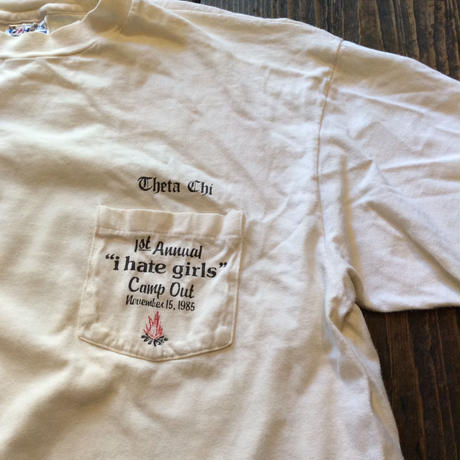 Theta Chi
1st Annual
"i hate girls"
Camp Out
November 15, 1985